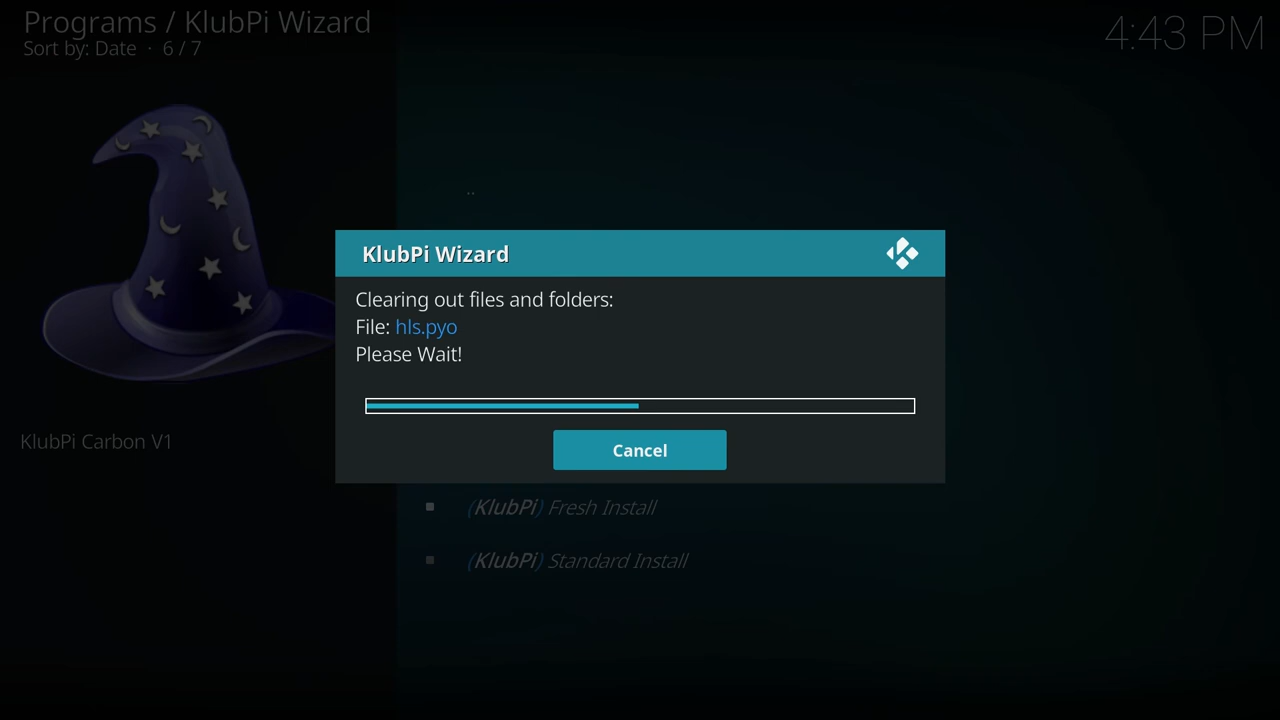 Programs / KlubPi Wizard
Sort by: Date · 6 / 7
4:43 PM
..
KlubPi Wizard
Clearing out files and folders:
File: hls.pyo
Please Wait!
Cancel
KlubPi Carbon V1
(KlubPi) Fresh Install
(KlubPi) Standard Install